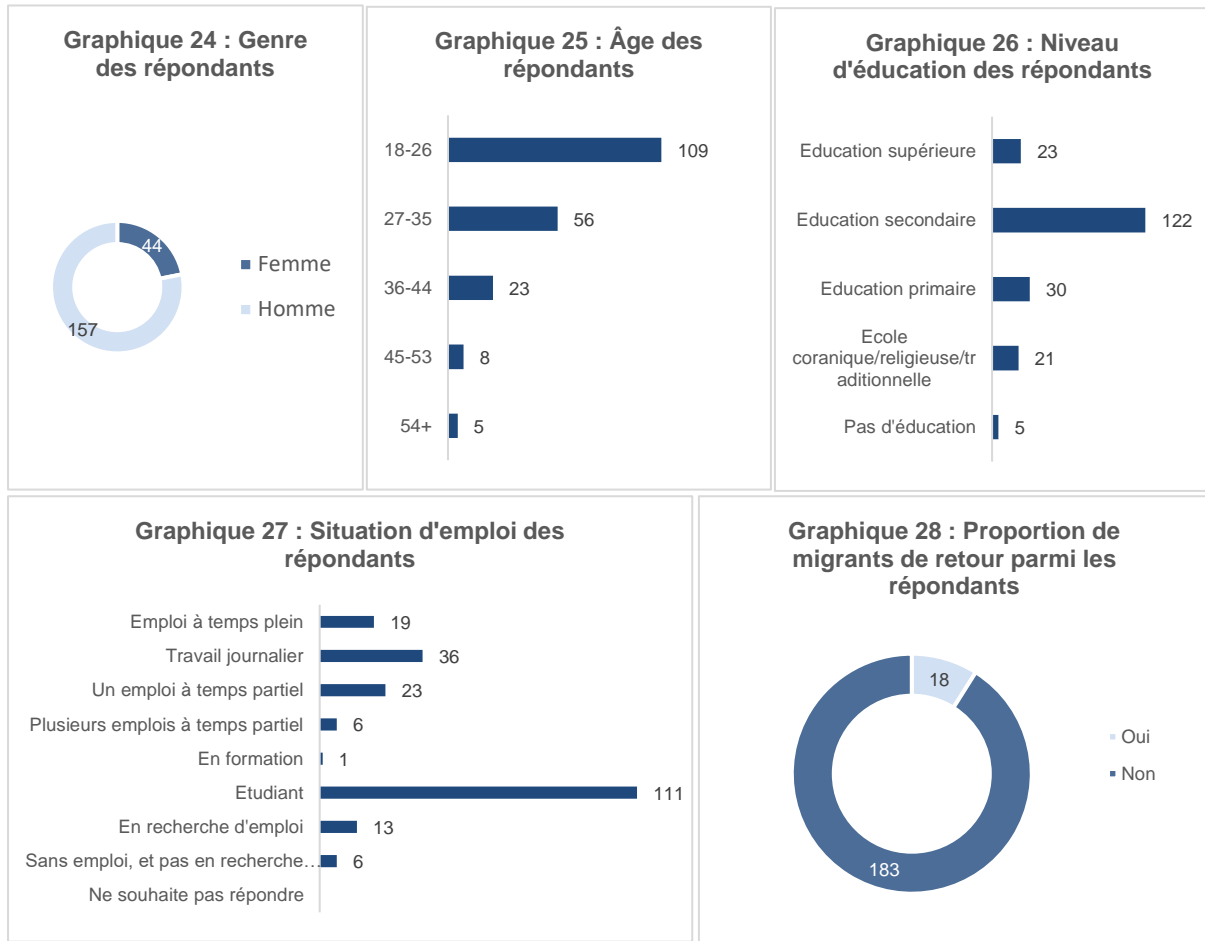 Graphique 24 : Genre
des répondants
44
157
Femme
Homme
Graphique 25 : Âge des
répondants
18-26
109
27-35
56
36-44
23
45-53
8
54+
5
Graphique 26 : Niveau
d'éducation des répondants
Education supérieure
23
Education secondaire
122
Education primaire
30
Ecole
coranique/religieuse/tr
aditionnelle
21
Pas d'éducation
5
Graphique 27 : Situation d'emploi des
répondants
Emploi à temps plein
19
Travail journalier
36
Un emploi à temps partiel
23
Plusieurs emplois à temps partiel
6
En formation
1
Etudiant
111
En recherche d'emploi
13
Sans emploi, et pas en recherche…
6
Ne souhaite pas répondre
Graphique 28 : Proportion de
migrants de retour parmi les
répondants
18
183
Oui
Non